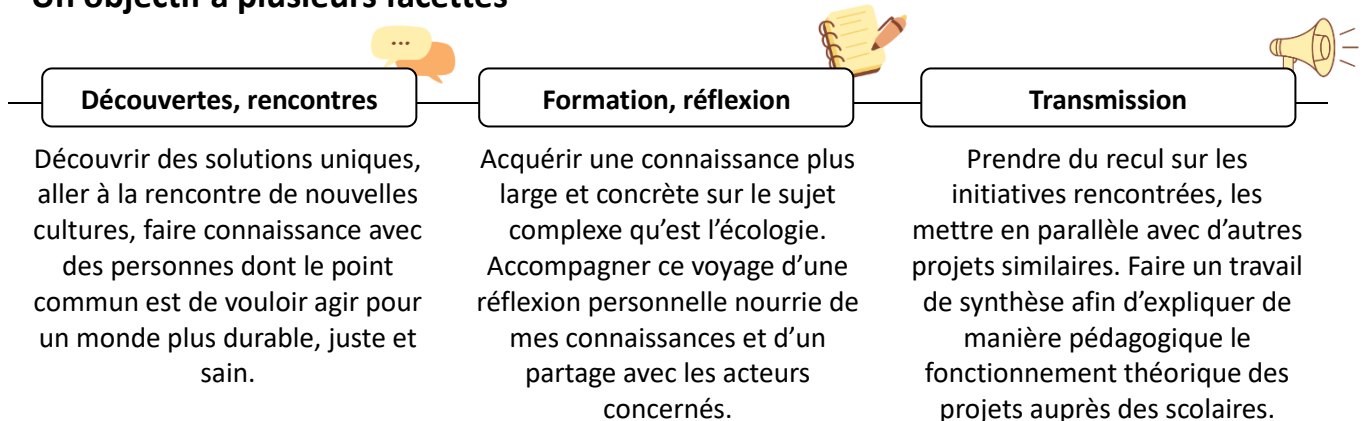 Un objectif à plusieurs facettes
Découvertes, rencontres
Découvrir des solutions uniques,
aller à la rencontre de nouvelles
cultures, faire connaissance avec
des personnes dont le point
commun est de vouloir agir pour
un monde plus durable, juste et
sain.
Formation, réflexion
Acquérir une connaissance plus
large et concrète sur le sujet
complexe qu’est l’écologie.
Accompagner ce voyage d’une
réflexion personnelle nourrie de
mes connaissances et d’un
partage avec les acteurs
concernés.
Transmission
Prendre du recul sur les
initiatives rencontrées, les
mettre en parallèle avec d’autres
projets similaires. Faire un travail
de synthèse afin d’expliquer de
manière pédagogique le
fonctionnement théorique des
projets auprès des scolaires.